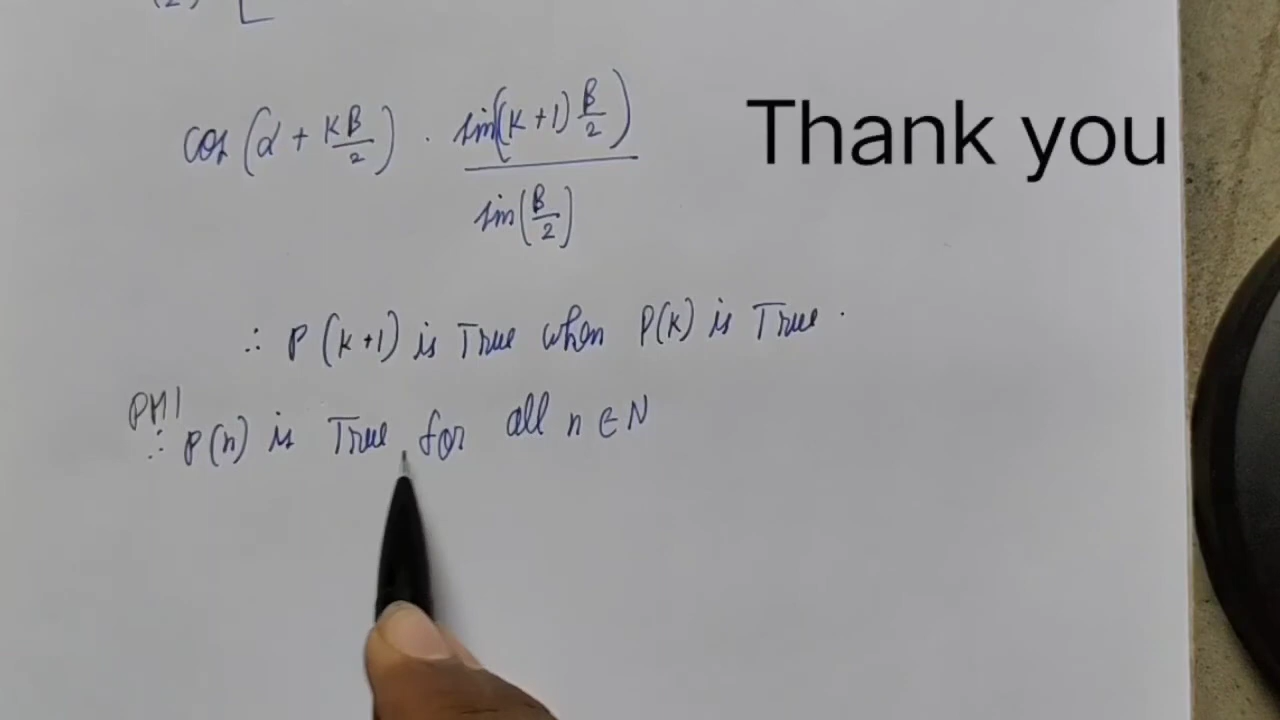 (2) [
cos (α + kβ/2) · sin((k+1) β/2) / sin(β/2)
Thank you
∴ P(k+1) is True when P(k) is True.
PMI
∴ P(n) is True for all n ∈ N